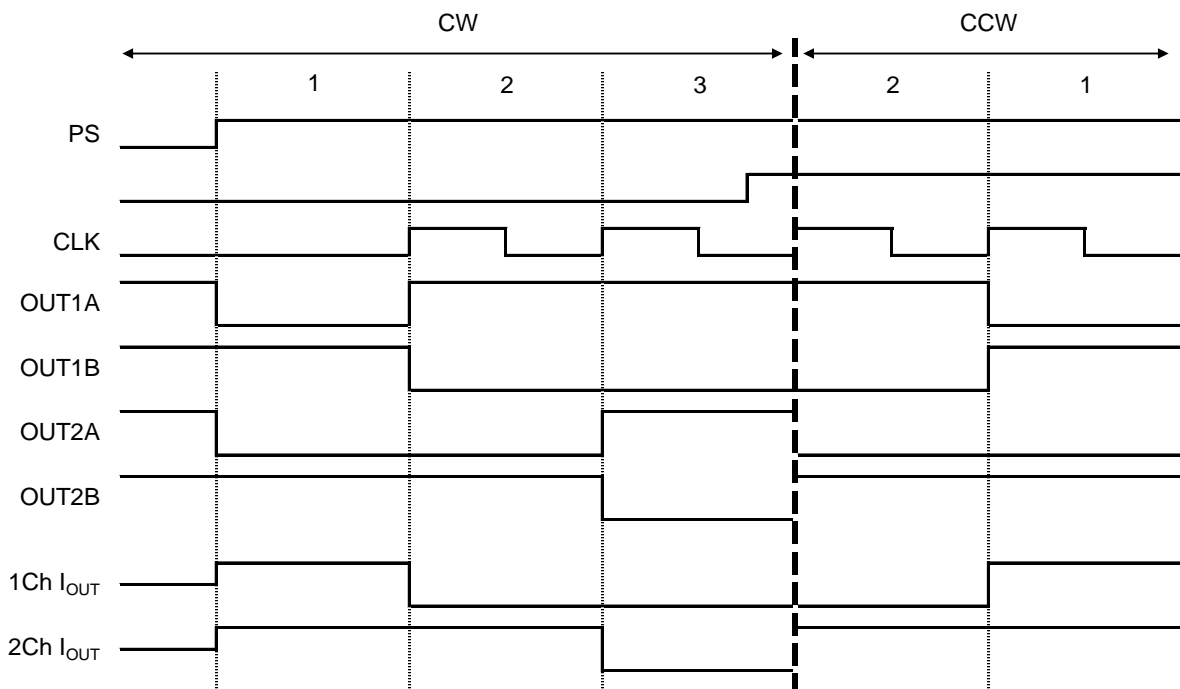 CW
CCW
1
2
3
2
1
PS
CLK
OUT1A
OUT1B
OUT2A
OUT2B
1Ch IOUT
2Ch IOUT